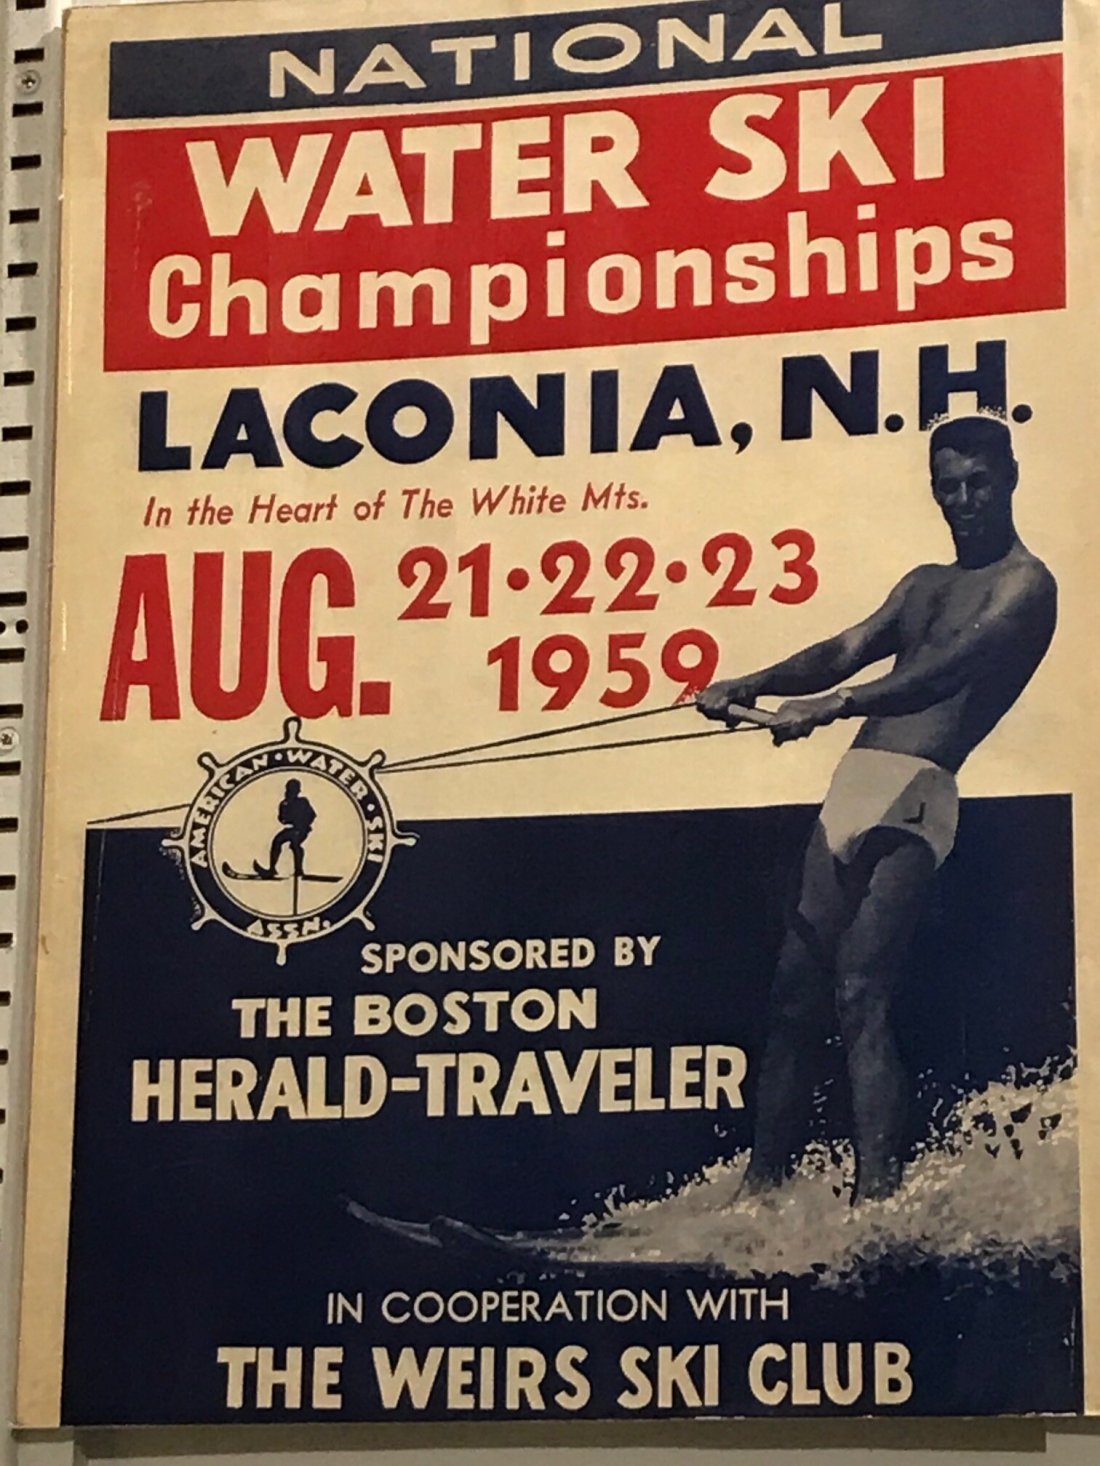 NATIONAL
WATER SKI
Championships
LACONIA, N.H.
In the Heart of The White Mts.
AUG. 21·22·23
1959
AMERICAN·WATER·SKI
ASSN.
SPONSORED BY
THE BOSTON
HERALD-TRAVELER
IN COOPERATION WITH
THE WEIRS SKI CLUB